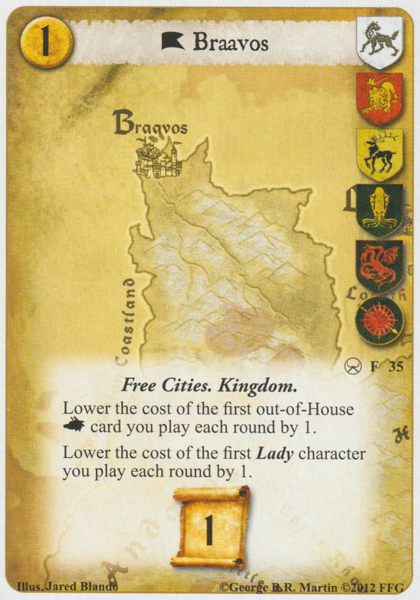 1
Braavos
Braavos
Coastland
F 35
Free Cities. Kingdom.
Lower the cost of the first out-of-House
card you play each round by 1.
Lower the cost of the first Lady character
you play each round by 1.
1
Illus. Jared Blando
©George R.R. Martin ©2012 FFG